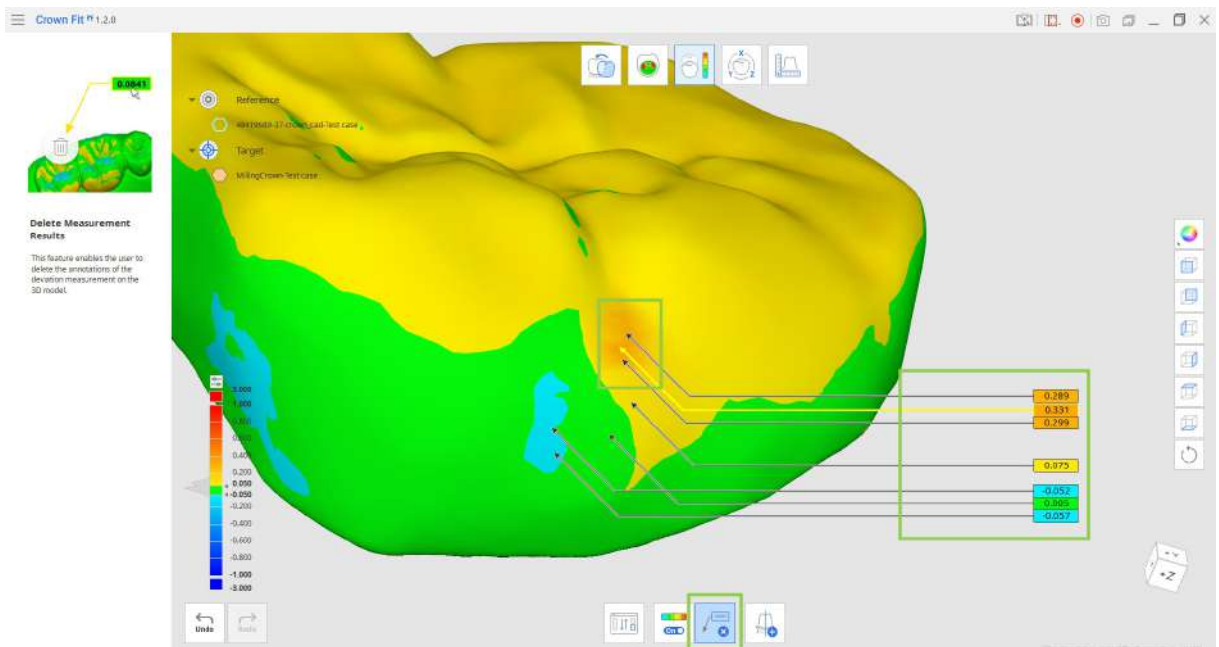 Crown Fit 1.2.0
0.0841
Delete Measurement
Results
This feature enables the user to
delete the annotations of the
deviation measurement on the
3D model.
Reference
Target
MillingCrown-Test case
3.000
1.000
0.400
0.200
0.050
-0.050
-0.200
-0.400
-0.600
-0.800
-1.000
-3.000
0.289
0.331
0.299
0.075
-0.052
0.005
-0.057
X
Y
Z
Undo
Redo
On
+Z